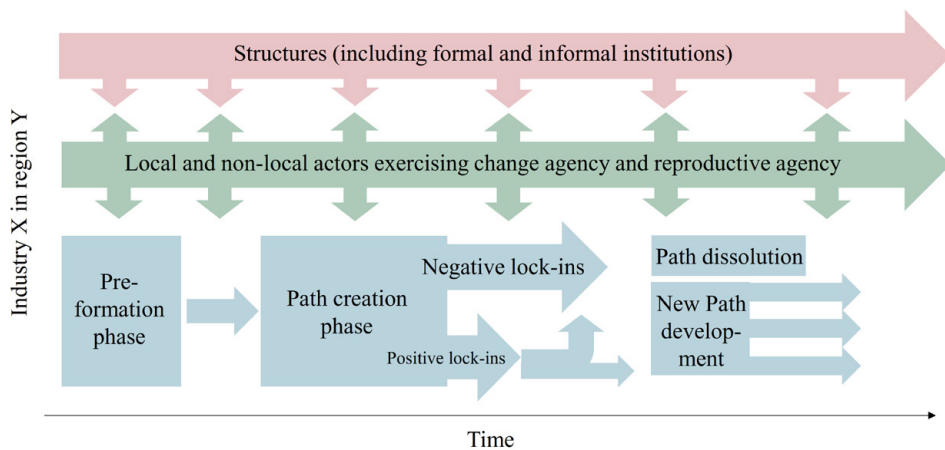 Structures (including formal and informal institutions)
Local and non-local actors exercising change agency and reproductive agency
Industry X in region Y
Pre-
formation
phase
Path creation
phase
Negative lock-ins
Positive lock-ins
Path dissolution
New Path
develop-
ment
Time